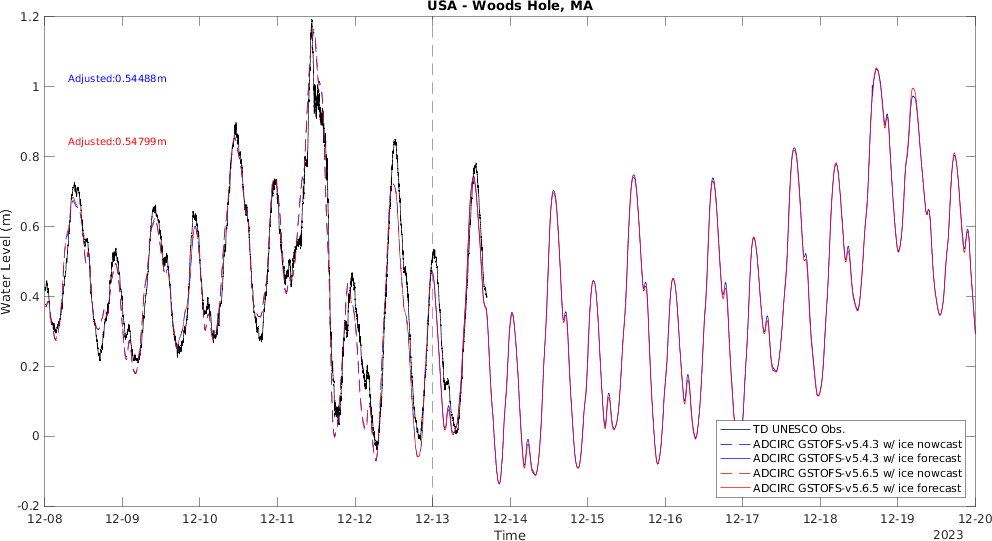 USA - Woods Hole, MA
1.2
1
0.8
0.6
0.4
0.2
0
-0.2
Water Level (m)
Adjusted:0.54488m
Adjusted:0.54799m
TD UNESCO Obs.
ADCIRC GSTOFS-v5.4.3 w/ ice nowcast
ADCIRC GSTOFS-v5.4.3 w/ ice forecast
ADCIRC GSTOFS-v5.6.5 w/ ice nowcast
ADCIRC GSTOFS-v5.6.5 w/ ice forecast
12-08 12-09 12-10 12-11 12-12 12-13 12-14 12-15 12-16 12-17 12-18 12-19 12-20
Time
2023